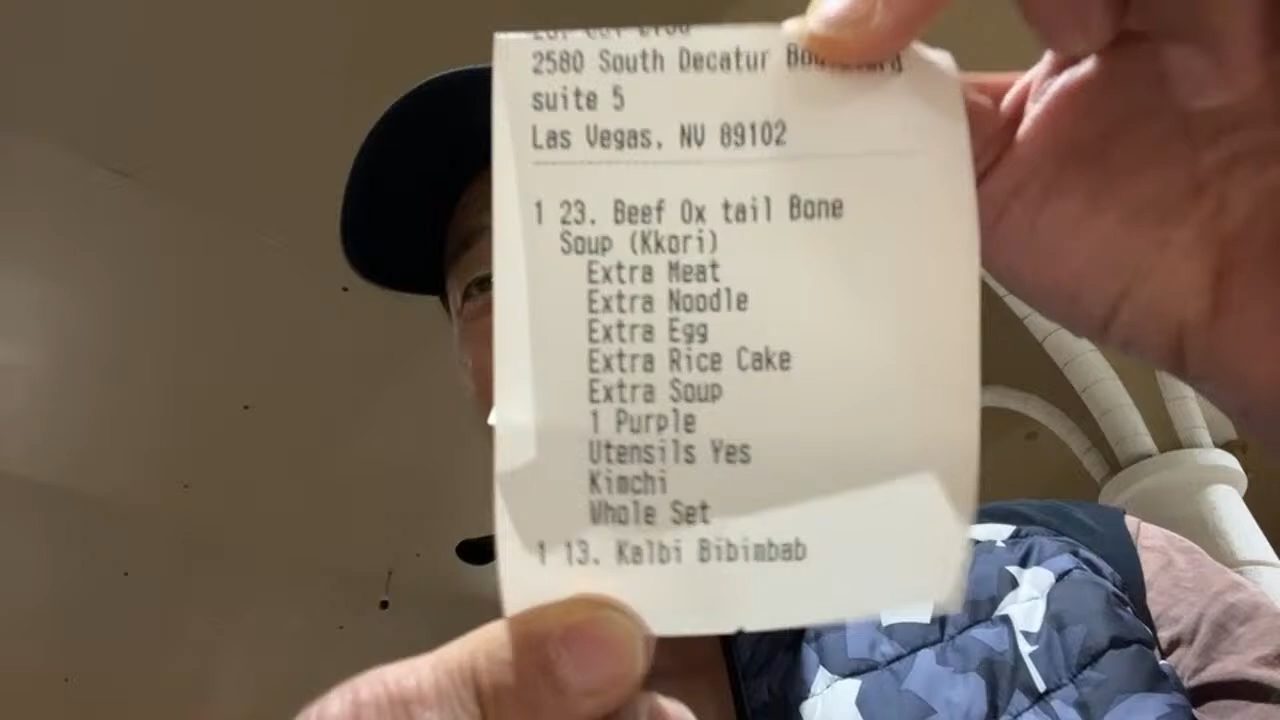 2580 South Decatur Boulevard
suite 5
Las Vegas, NV 89102
1 23. Beef Ox tail Bone
Soup (Kkori)
Extra Meat
Extra Noodle
Extra Egg
Extra Rice Cake
Extra Soup
1 Purple
Utensils Yes
Kimchi
Whole Set
1 13. Kalbi Bibimbab